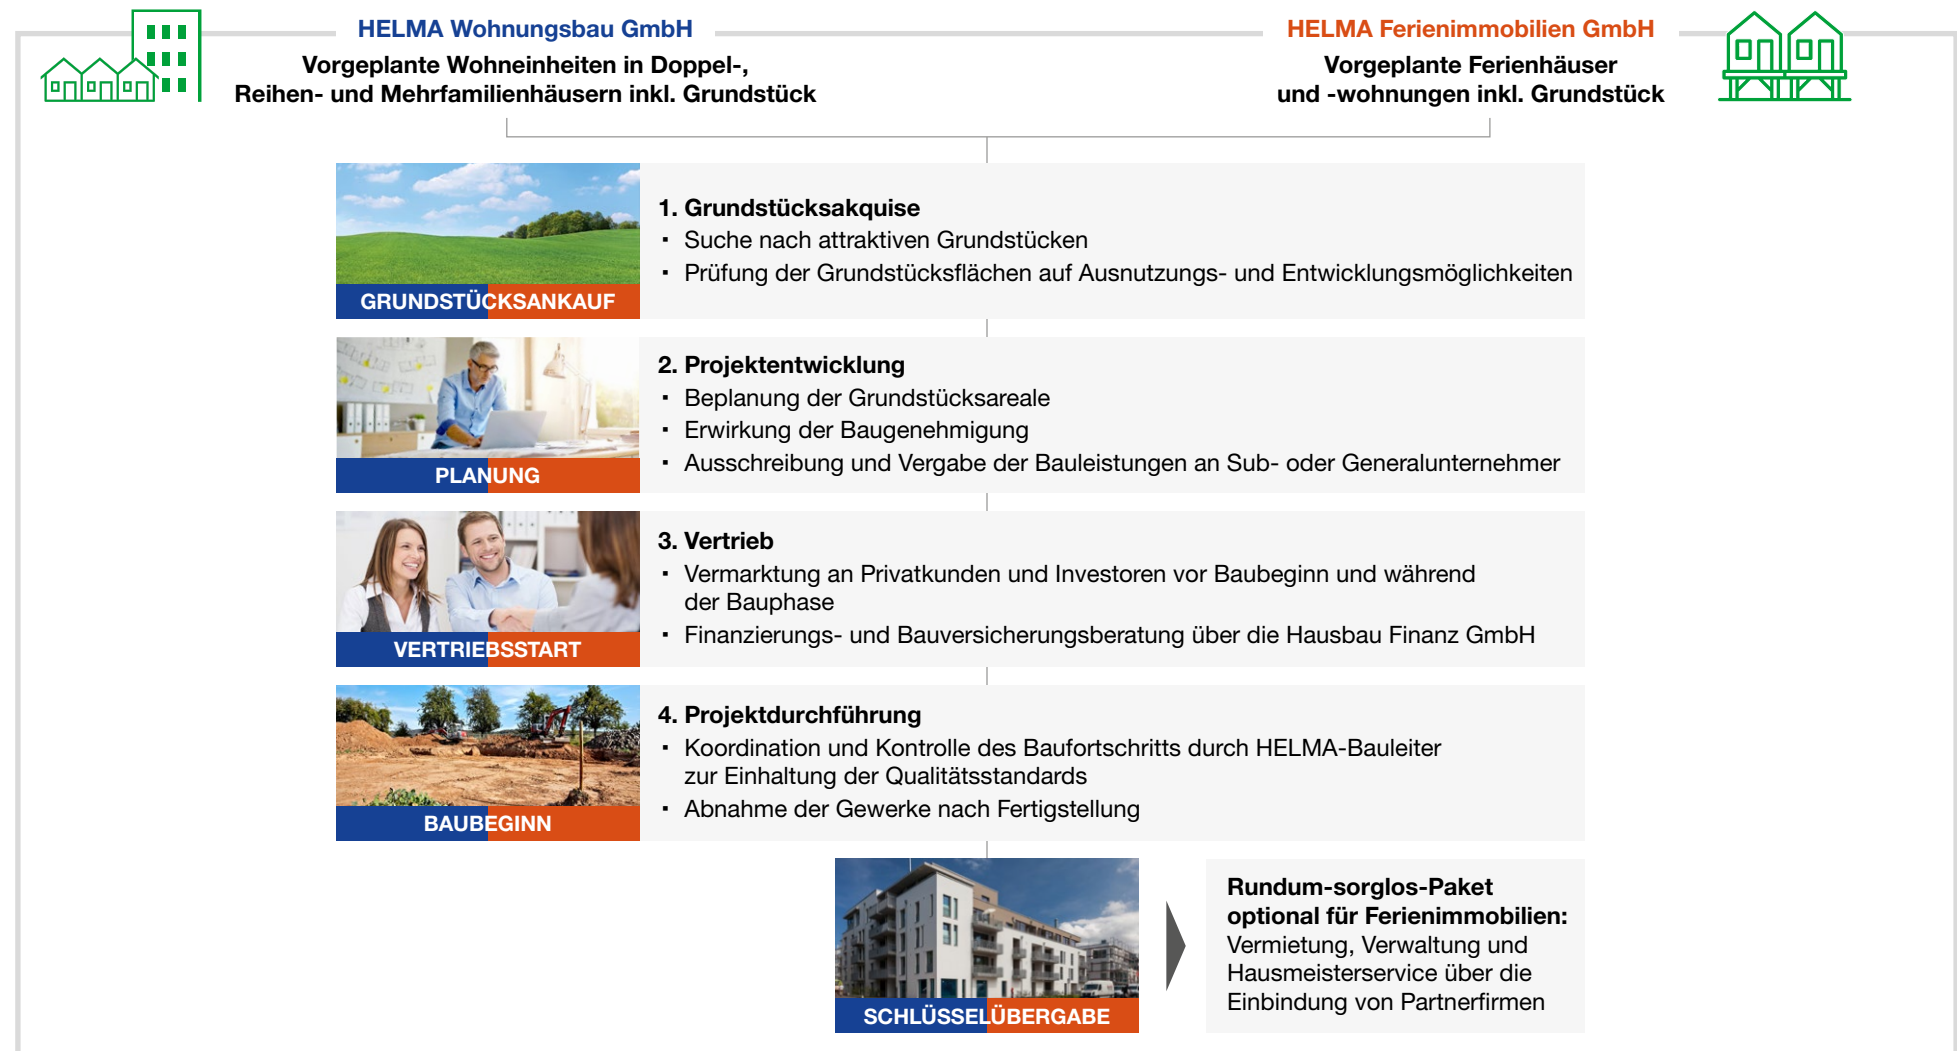 HELMA Wohnungsbau GmbH
Vorgeplante Wohneinheiten in Doppel-,
Reihen- und Mehrfamilienhäusern inkl. Grundstück
HELMA Ferienimmobilien GmbH
Vorgeplante Ferienhäuser
und -wohnungen inkl. Grundstück
GRUNDSTÜCKSANKAUF
1. Grundstücksakquise
▪ Suche nach attraktiven Grundstücken
▪ Prüfung der Grundstücksflächen auf Ausnutzungs- und Entwicklungsmöglichkeiten
PLANUNG
2. Projektentwicklung
▪ Beplanung der Grundstücksareale
▪ Erwirkung der Baugenehmigung
▪ Ausschreibung und Vergabe der Bauleistungen an Sub- oder Generalunternehmer
VERTRIEBSSTART
3. Vertrieb
▪ Vermarktung an Privatkunden und Investoren vor Baubeginn und während
der Bauphase
▪ Finanzierungs- und Bauversicherungsberatung über die Hausbau Finanz GmbH
BAUBEGINN
4. Projektdurchführung
▪ Koordination und Kontrolle des Baufortschritts durch HELMA-Bauleiter
zur Einhaltung der Qualitätsstandards
▪ Abnahme der Gewerke nach Fertigstellung
SCHLÜSSELÜBERGABE
Rundum-sorglos-Paket
optional für Ferienimmobilien:
Vermietung, Verwaltung und
Hausmeisterservice über die
Einbindung von Partnerfirmen